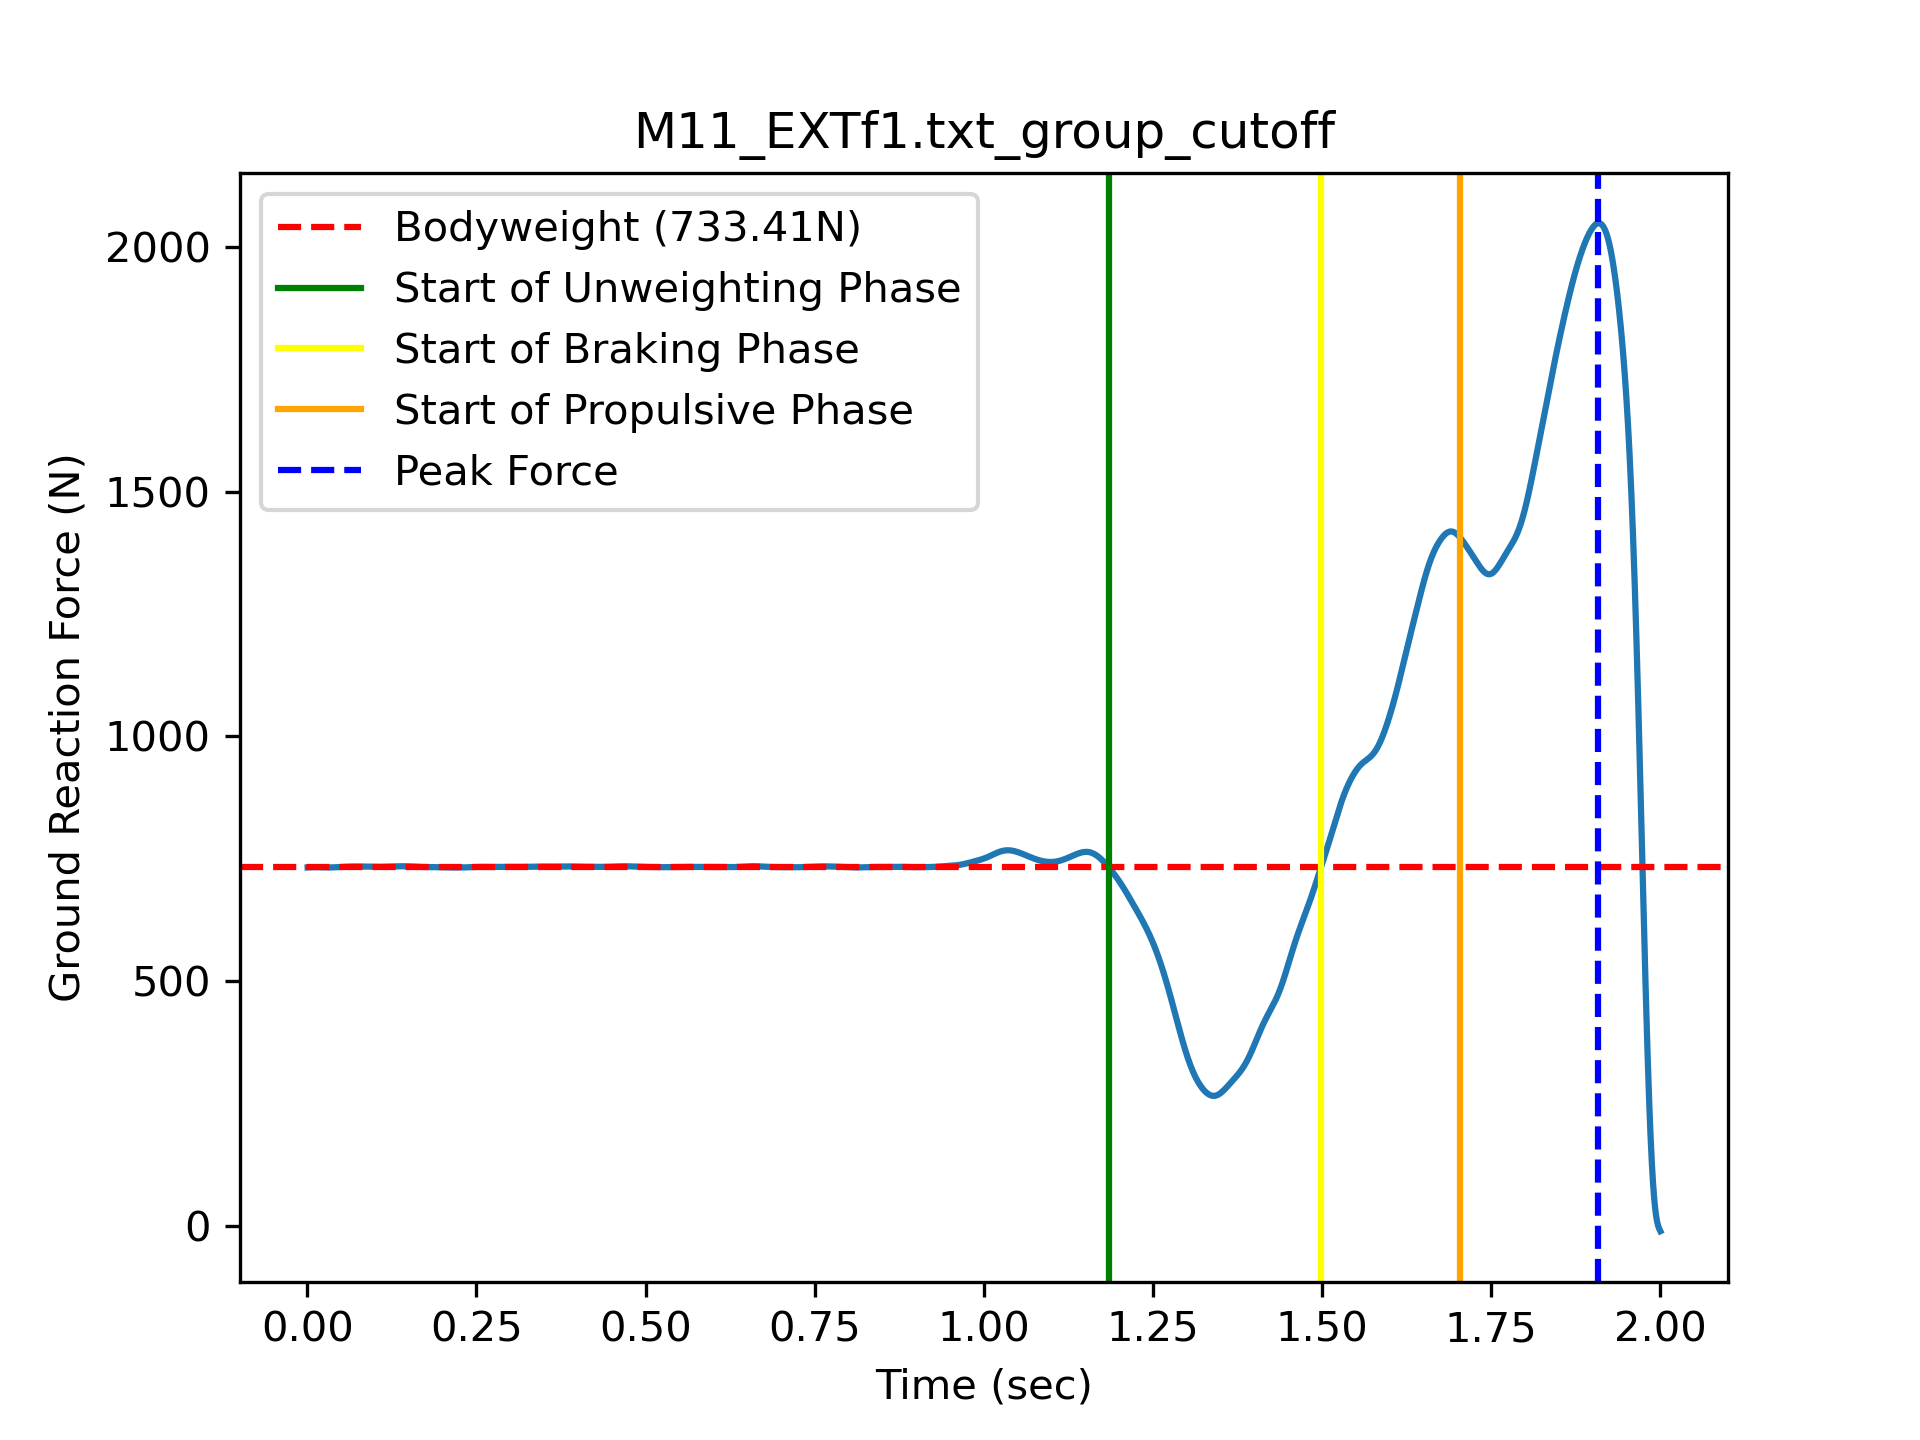 M11_EXTf1.txt_group_cutoff
Bodyweight (733.41N)
Start of Unweighting Phase
Start of Braking Phase
Start of Propulsive Phase
Peak Force
Ground Reaction Force (N)
2000
1500
1000
500
0
0.00 0.25 0.50 0.75 1.00 1.25 1.50 1.75 2.00
Time (sec)